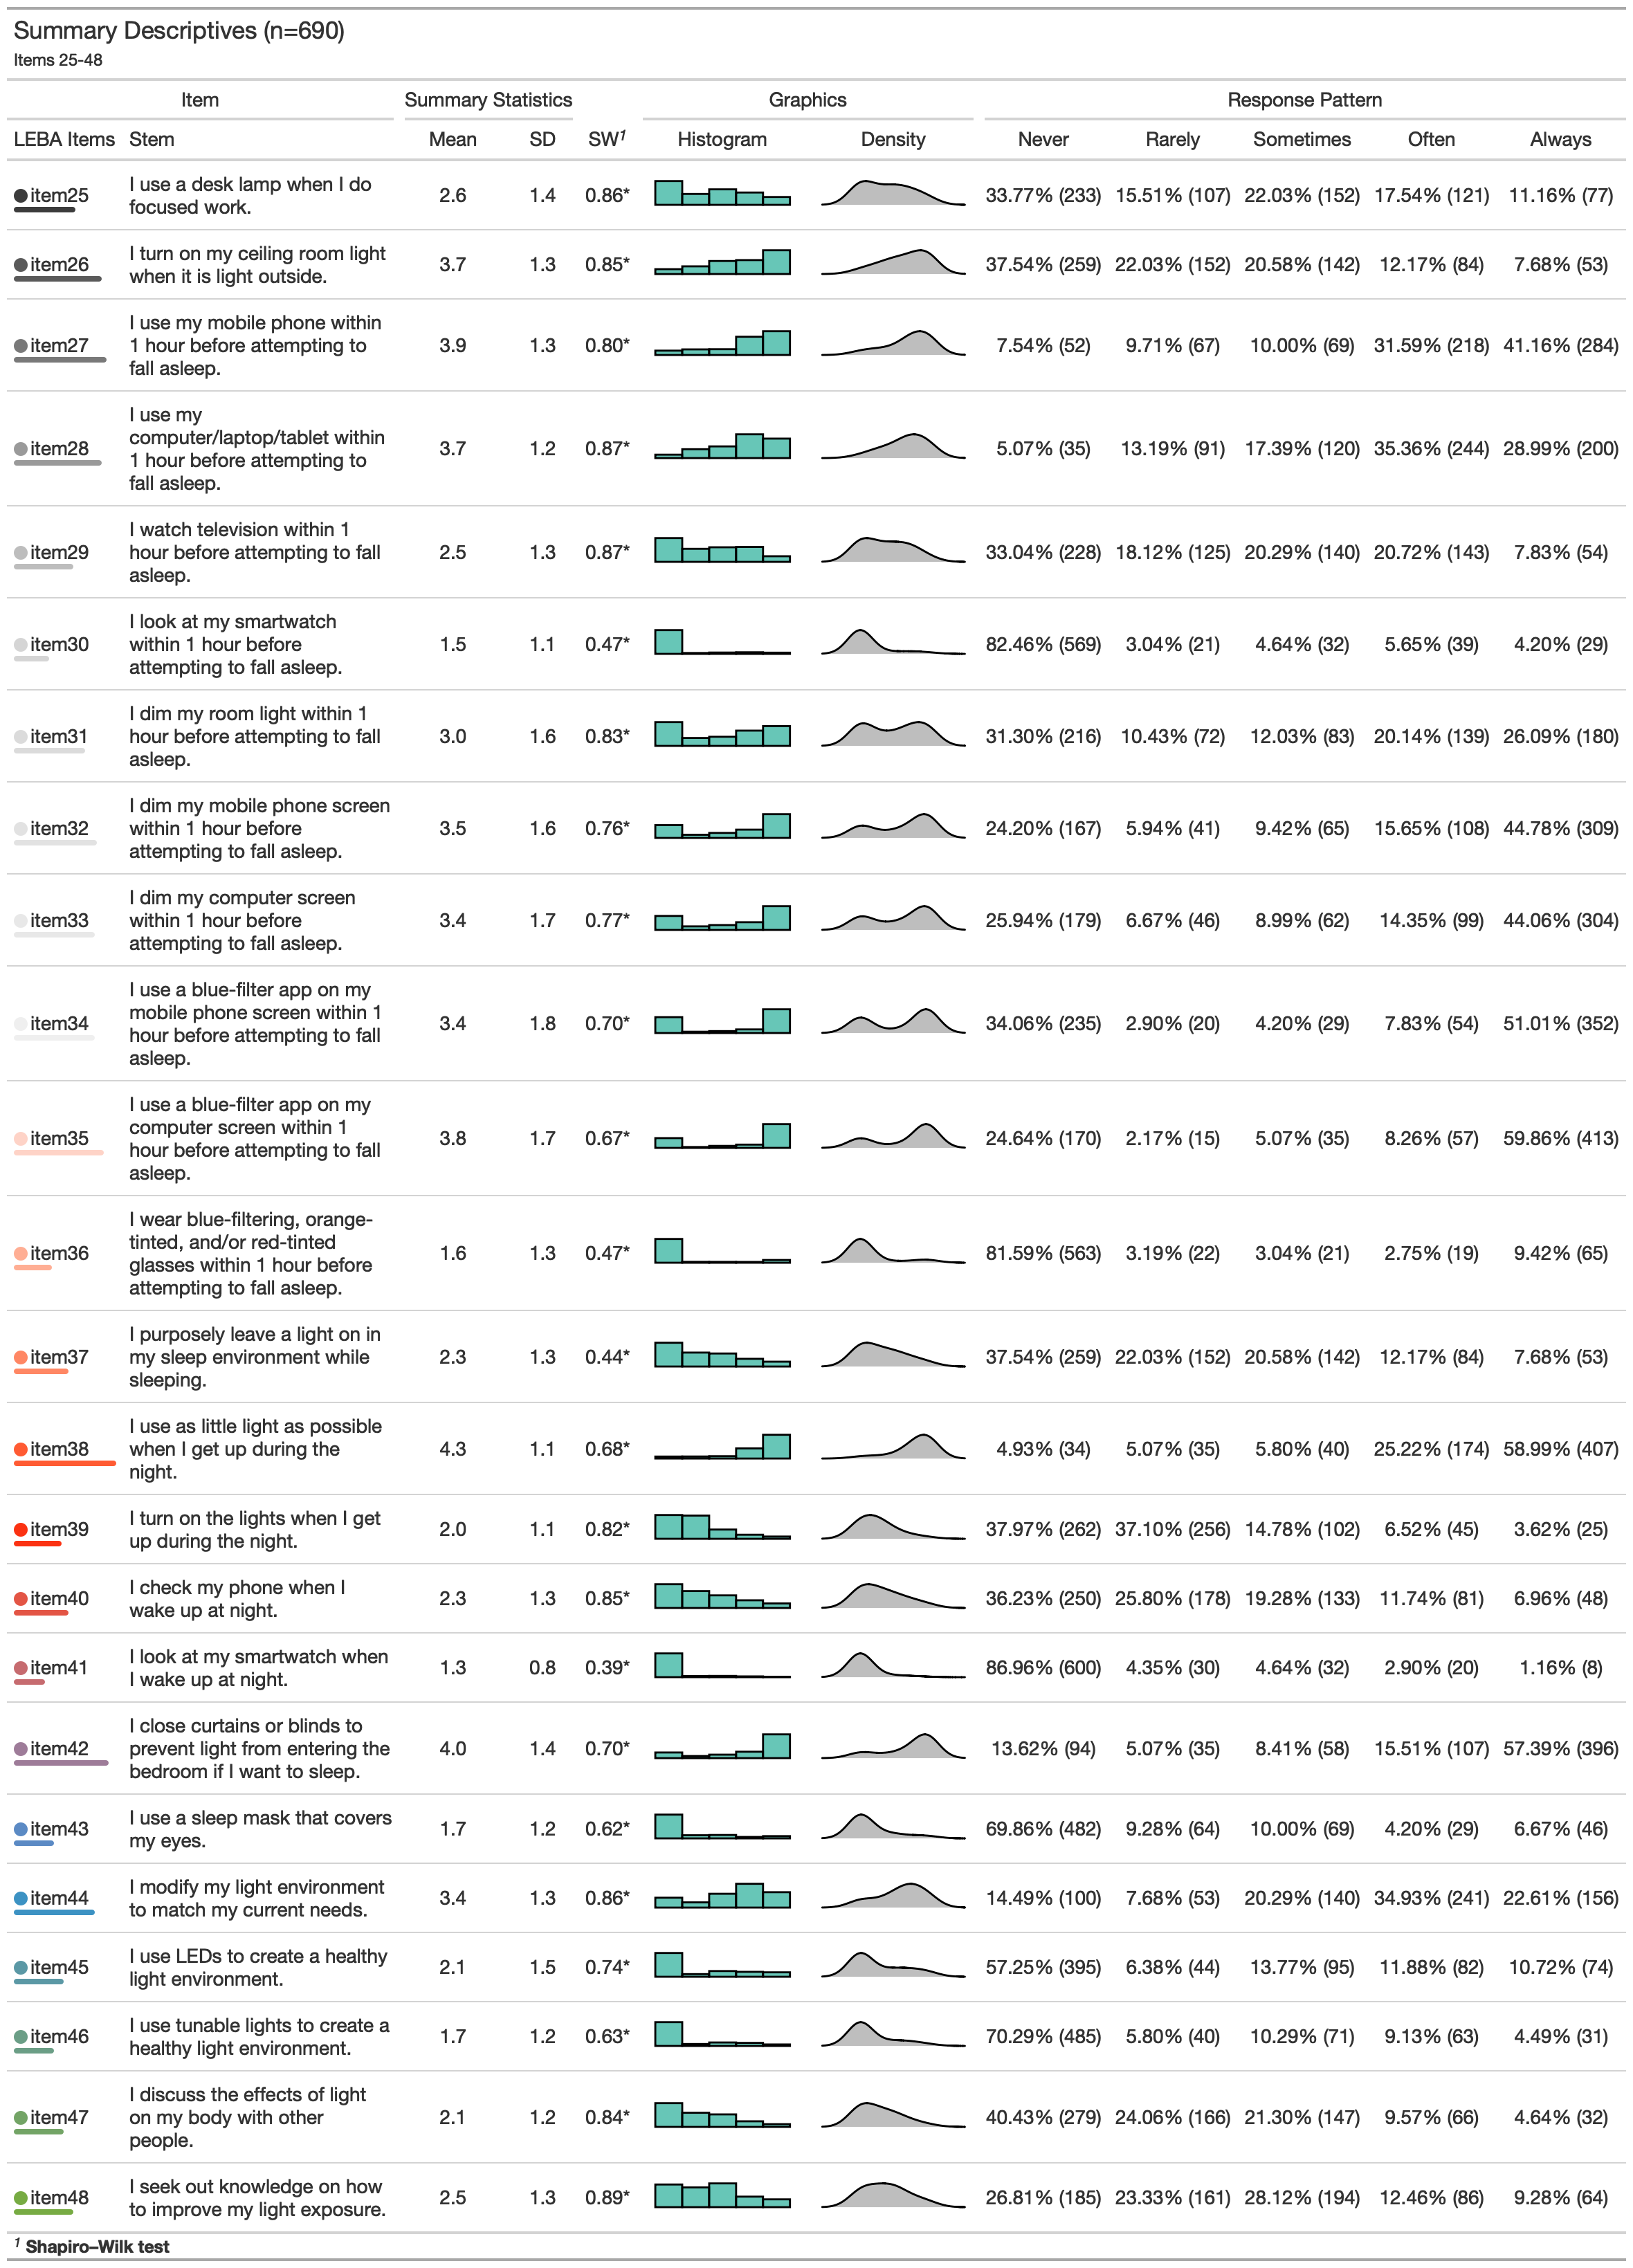 Summary Descriptives (n=690)
Items 25-48
Item Summary Statistics Graphics Response Pattern
LEBA Items Stem Mean SD SW¹ Histogram Density Never Rarely Sometimes Often Always
I use a desk lamp when I do
item25 2.6 1.4 0.86* 33.77% (233) 15.51% (107) 22.03% (152) 17.54% (121) 11.16% (77)
focused work.
I turn on my ceiling room light
item26 3.7 1.3 0.85* 37.54% (259) 22.03% (152) 20.58% (142) 12.17% (84) 7.68% (53)
when it is light outside.
I use my mobile phone within
item27 1 hour before attempting to 3.9 1.3 0.80* 7.54% (52) 9.71% (67) 10.00% (69) 31.59% (218) 41.16% (284)
fall asleep.
I use my
computer/laptop/tablet within
item28 3.7 1.2 0.87* 5.07% (35) 13.19% (91) 17.39% (120) 35.36% (244) 28.99% (200)
1 hour before attempting to
fall asleep.
I watch television within 1
item29 hour before attempting to fall 2.5 1.3 0.87* 33.04% (228) 18.12% (125) 20.29% (140) 20.72% (143) 7.83% (54)
asleep.
I look at my smartwatch
item30 within 1 hour before 1.5 1.1 0.47* 82.46% (569) 3.04% (21) 4.64% (32) 5.65% (39) 4.20% (29)
attempting to fall asleep.
I dim my room light within 1
item31 hour before attempting to fall 3.0 1.6 0.83* 31.30% (216) 10.43% (72) 12.03% (83) 20.14% (139) 26.09% (180)
asleep.
I dim my mobile phone screen
item32 within 1 hour before 3.5 1.6 0.76* 24.20% (167) 5.94% (41) 9.42% (65) 15.65% (108) 44.78% (309)
attempting to fall asleep.
I dim my computer screen
item33 within 1 hour before 3.4 1.7 0.77* 25.94% (179) 6.67% (46) 8.99% (62) 14.35% (99) 44.06% (304)
attempting to fall asleep.
I use a blue-filter app on my
mobile phone screen within 1
item34 3.4 1.8 0.70* 34.06% (235) 2.90% (20) 4.20% (29) 7.83% (54) 51.01% (352)
hour before attempting to fall
asleep.
I use a blue-filter app on my
computer screen within 1
item35 3.8 1.7 0.67* 24.64% (170) 2.17% (15) 5.07% (35) 8.26% (57) 59.86% (413)
hour before attempting to fall
asleep.
I wear blue-filtering, orange-
tinted, and/or red-tinted
item36 1.6 1.3 0.47* 81.59% (563) 3.19% (22) 3.04% (21) 2.75% (19) 9.42% (65)
glasses within 1 hour before
attempting to fall asleep.
I purposely leave a light on in
item37 my sleep environment while 2.3 1.3 0.44* 37.54% (259) 22.03% (152) 20.58% (142) 12.17% (84) 7.68% (53)
sleeping.
I use as little light as possible
item38 when I get up during the 4.3 1.1 0.68* 4.93% (34) 5.07% (35) 5.80% (40) 25.22% (174) 58.99% (407)
night.
I turn on the lights when I get
item39 2.0 1.1 0.82* 37.97% (262) 37.10% (256) 14.78% (102) 6.52% (45) 3.62% (25)
up during the night.
I check my phone when I
item40 2.3 1.3 0.85* 36.23% (250) 25.80% (178) 19.28% (133) 11.74% (81) 6.96% (48)
wake up at night.
I look at my smartwatch when
item41 1.3 0.8 0.39* 86.96% (600) 4.35% (30) 4.64% (32) 2.90% (20) 1.16% (8)
I wake up at night.
I close curtains or blinds to
item42 prevent light from entering the 4.0 1.4 0.70* 13.62% (94) 5.07% (35) 8.41% (58) 15.51% (107) 57.39% (396)
bedroom if I want to sleep.
I use a sleep mask that covers
item43 1.7 1.2 0.62* 69.86% (482) 9.28% (64) 10.00% (69) 4.20% (29) 6.67% (46)
my eyes.
I modify my light environment
item44 3.4 1.3 0.86* 14.49% (100) 7.68% (53) 20.29% (140) 34.93% (241) 22.61% (156)
to match my current needs.
I use LEDs to create a healthy
item45 2.1 1.5 0.74* 57.25% (395) 6.38% (44) 13.77% (95) 11.88% (82) 10.72% (74)
light environment.
I use tunable lights to create a
item46 1.7 1.2 0.63* 70.29% (485) 5.80% (40) 10.29% (71) 9.13% (63) 4.49% (31)
healthy light environment.
I discuss the effects of light
item47 on my body with other 2.1 1.2 0.84* 40.43% (279) 24.06% (166) 21.30% (147) 9.57% (66) 4.64% (32)
people.
I seek out knowledge on how
item48 2.5 1.3 0.89* 26.81% (185) 23.33% (161) 28.12% (194) 12.46% (86) 9.28% (64)
to improve my light exposure.
¹ Shapiro–Wilk test